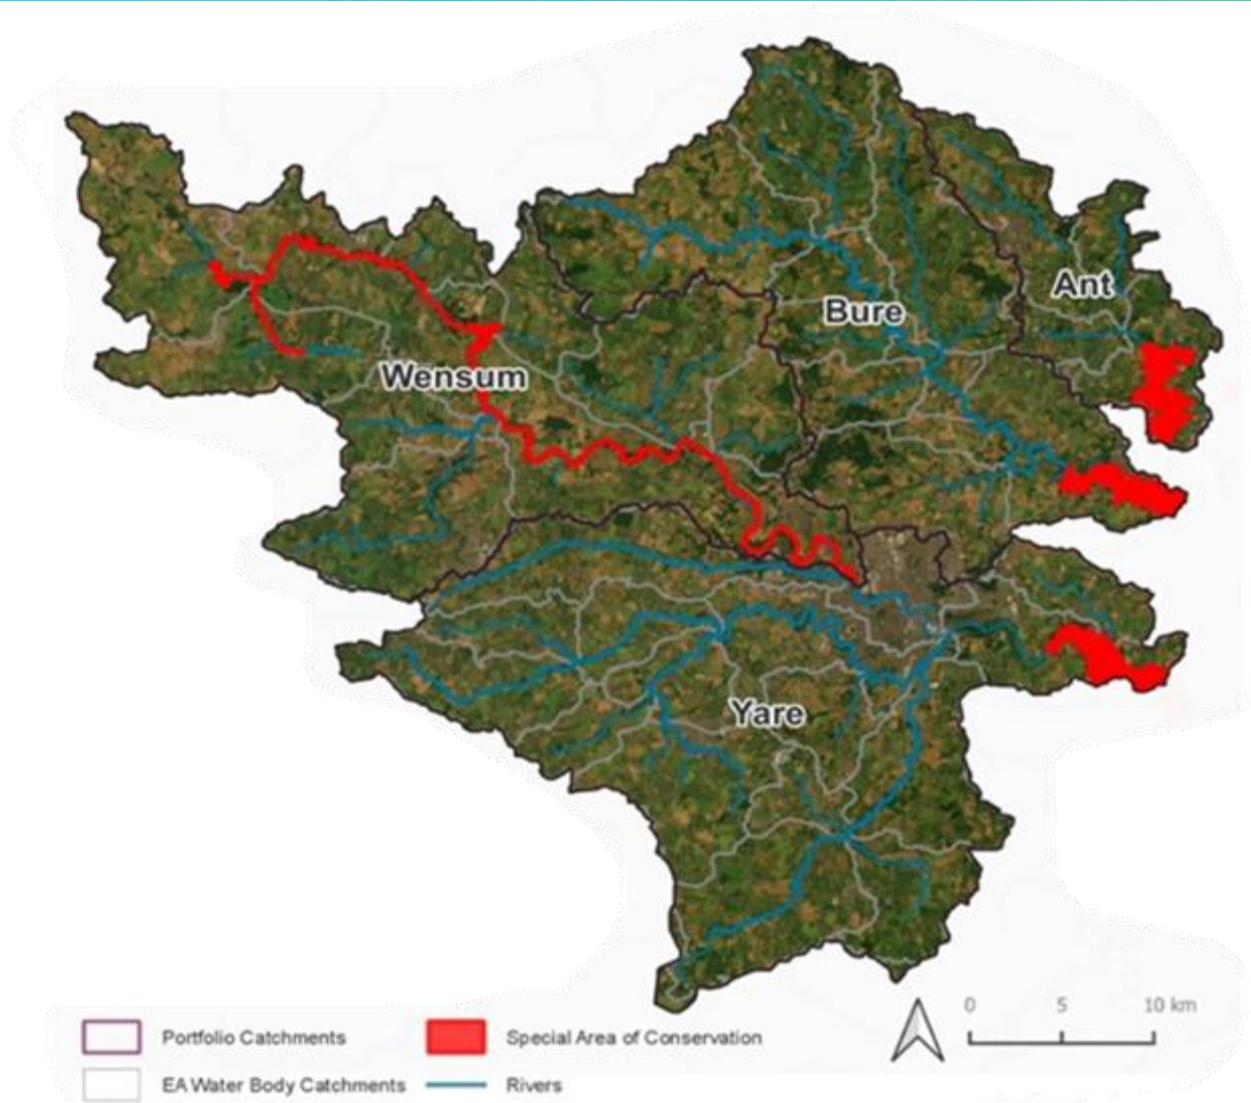 Ant
Bure
Wensum
Yare
0 5 10 km
Portfolio Catchments
Special Area of Conservation
EA Water Body Catchments
Rivers